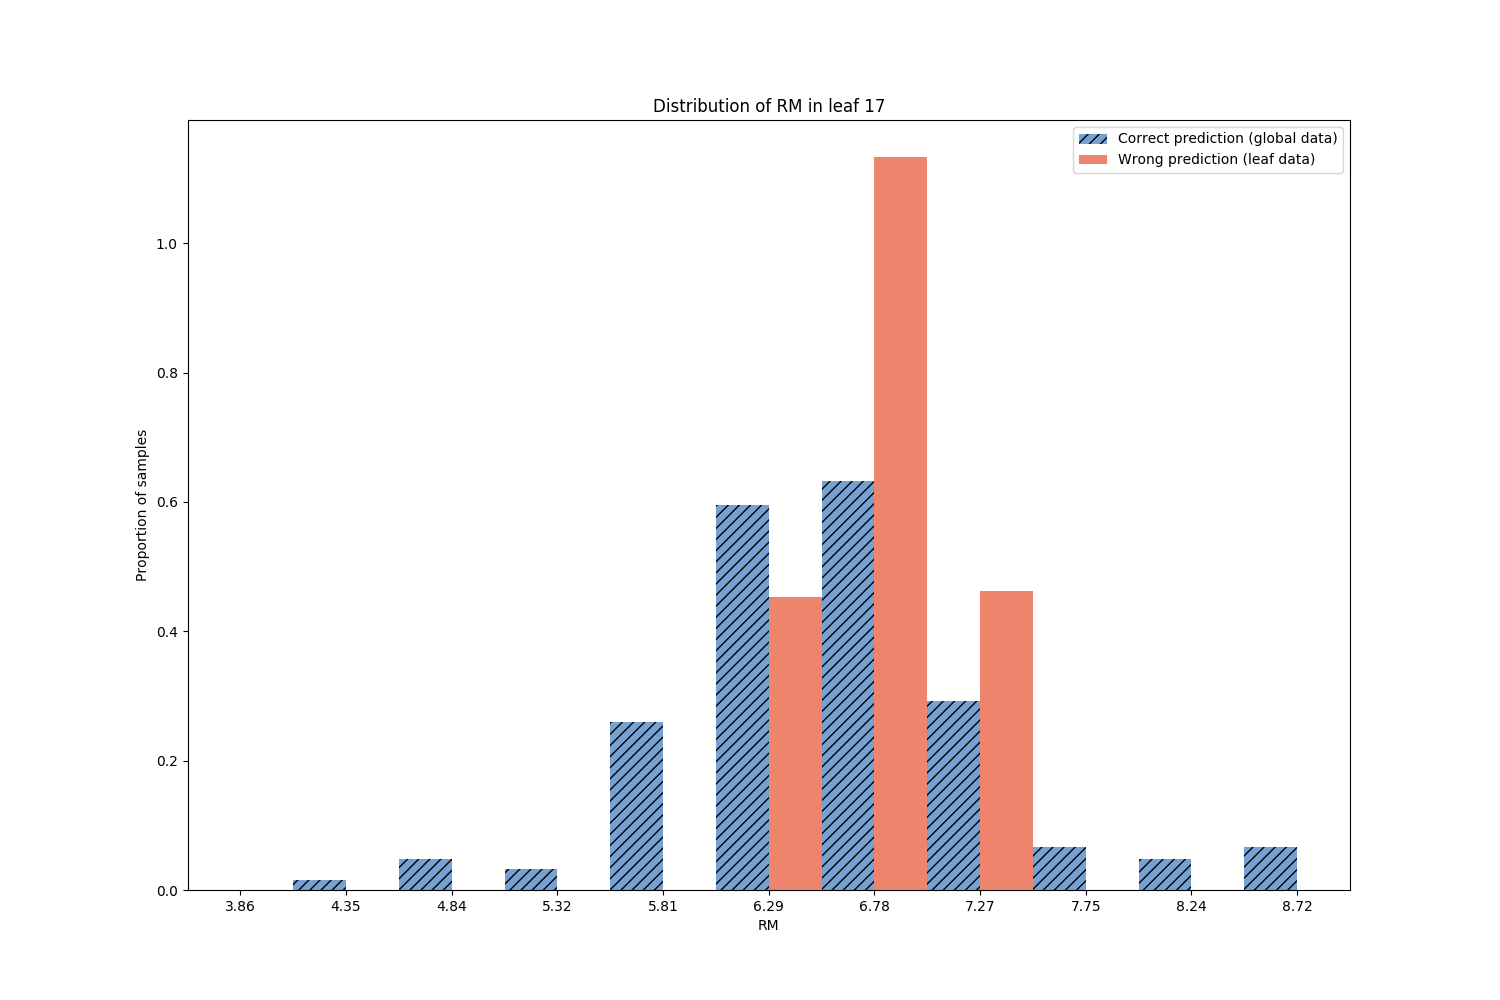 Distribution of RM in leaf 17
Correct prediction (global data)
Wrong prediction (leaf data)
Proportion of samples
1.0
0.8
0.6
0.4
0.2
0.0
3.86 4.35 4.84 5.32 5.81 6.29 6.78 7.27 7.75 8.24 8.72
RM